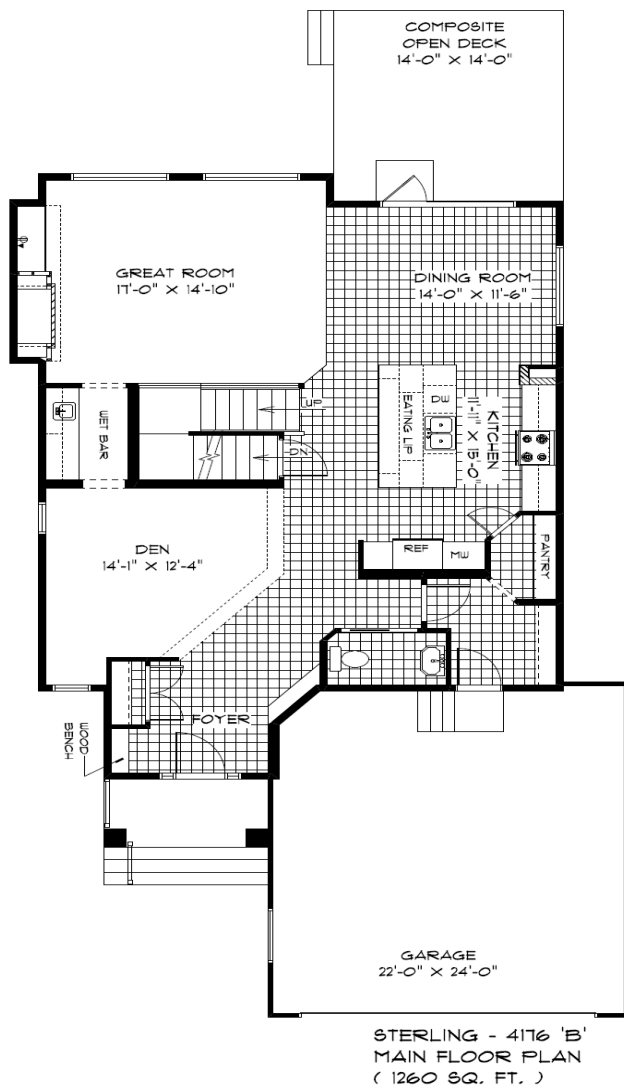 COMPOSITE
OPEN DECK
14'-0" X 14'-0"
GREAT ROOM
17'-0" X 14'-10"
DINING ROOM
14'-0" X 11'-6"
UP
DN
WET BAR
EATING LIP
DW
KITCHEN
11'-11" X 15'-0"
DEN
14'-1" X 12'-4"
REF
MW
PANTRY
FOYER
WOOD
BENCH
GARAGE
22'-0" X 24'-0"
STERLING - 4176 'B'
MAIN FLOOR PLAN
( 1260 SQ. FT. )